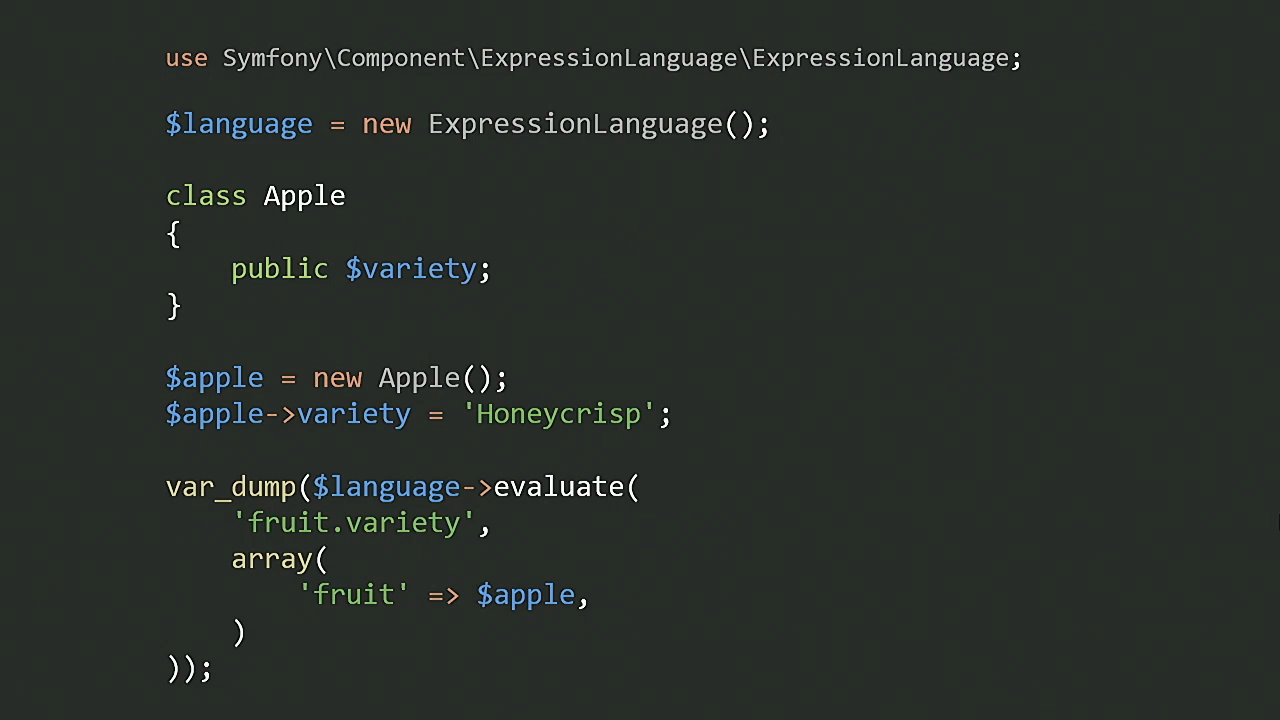 use Symfony\Component\ExpressionLanguage\ExpressionLanguage;
$language = new ExpressionLanguage();
class Apple
{
    public $variety;
}
$apple = new Apple();
$apple->variety = 'Honeycrisp';
var_dump($language->evaluate(
    'fruit.variety',
    array(
        'fruit' => $apple,
    )
));